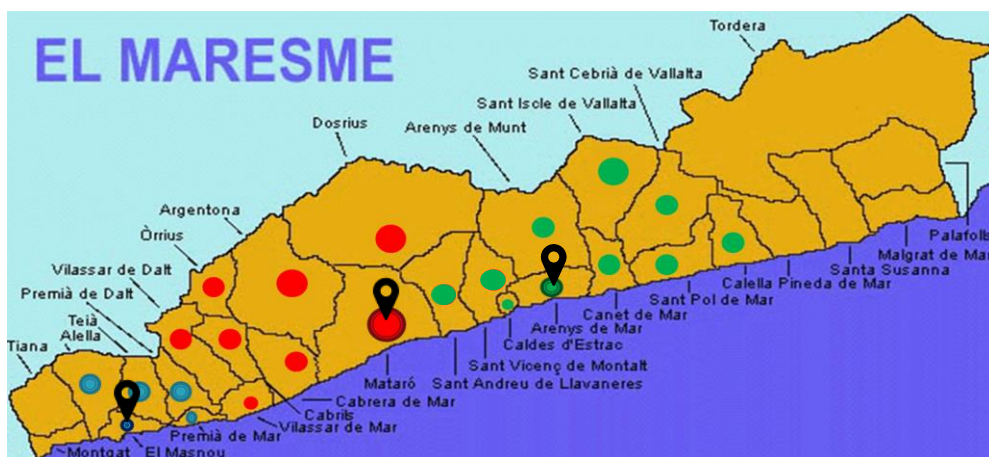 EL MARESME
Tordera
Sant Cebrià de Vallalta
Sant Iscle de Vallalta
Arenys de Munt
Dosrius
Argentona
Òrrius
Vilassar de Dalt
Premià de Dalt
Teià
Alella
Tiana
Palafolls
Malgrat de Mar
Santa Susanna
Calella Pineda de Mar
Sant Pol de Mar
Canet de Mar
Arenys de Mar
Caldes d'Estrac
Sant Vicenç de Montalt
Sant Andreu de Llavaneres
Mataró
Cabrera de Mar
Cabrils
Vilassar de Mar
Premià de Mar
El Masnou
Montgat